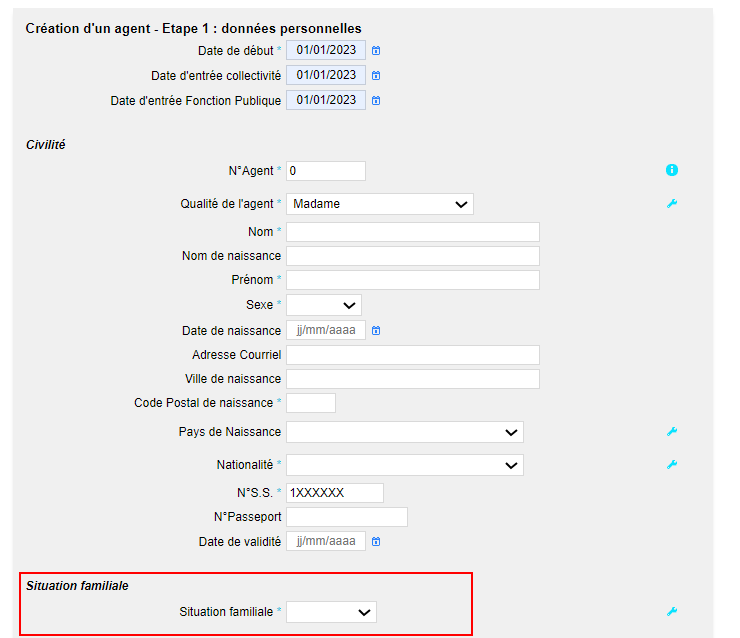 Création d'un agent - Etape 1 : données personnelles
Date de début * 01/01/2023
Date d'entrée collectivité 01/01/2023
Date d'entrée Fonction Publique 01/01/2023
Civilité
N°Agent * 0
Qualité de l'agent * Madame
Nom *
Nom de naissance
Prénom *
Sexe *
Date de naissance jj/mm/aaaa
Adresse Courriel
Ville de naissance
Code Postal de naissance *
Pays de Naissance
Nationalité *
N°S.S. * 1XXXXXX
N°Passeport
Date de validité jj/mm/aaaa
Situation familiale
Situation familiale *